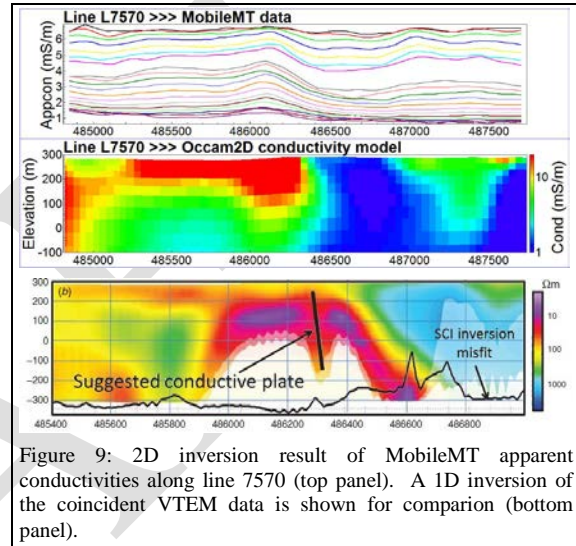 Line L7570 >>> MobileMT data
Appcon (mS/m)
6
5
4
3
2
1
485000 485500 486000 486500 487000 487500
Line L7570 >>> Occam2D conductivity model
Elevation (m)
300
200
100
0
-100
10
1
Cond (mS/m)
485000 485500 486000 486500 487000 487500
(b)
300
200
100
0
-100
-200
-300
Suggested conductive plate
SCI inversion
misfit
Ωm
10
100
1000
485400 485600 485800 486000 486200 486400 486600 466800
Figure 9: 2D inversion result of MobileMT apparent
conductivities along line 7570 (top panel). A 1D inversion of
the coincident VTEM data is shown for comparion (bottom
panel).